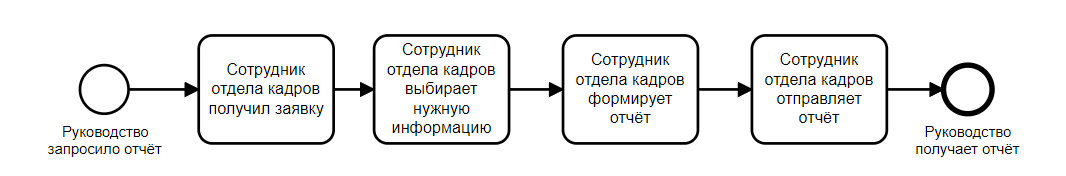 Руководство
запросило отчёт
Сотрудник
отдела кадров
получил заявку
Сотрудник
отдела кадров
выбирает
нужную
информацию
Сотрудник
отдела кадров
формирует
отчёт
Сотрудник
отдела кадров
отправляет
отчёт
Руководство
получает отчёт